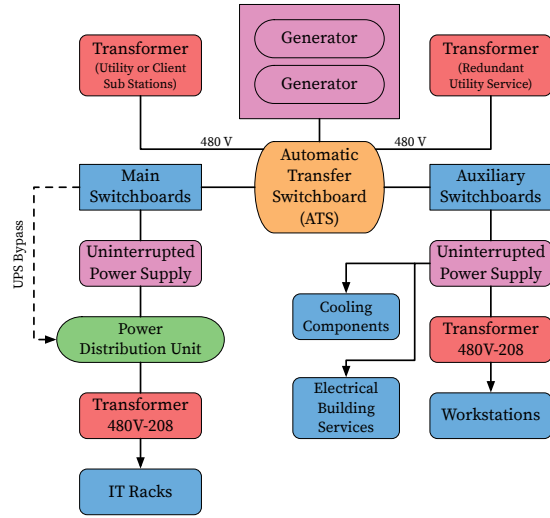 Transformer
(Utility or Client
Sub Stations)
Generator
Generator
Transformer
(Redundant
Utility Service)
480 V
480 V
Automatic
Transfer
Switchboard
(ATS)
Main
Switchboards
Auxiliary
Switchboards
UPS Bypass
Uninterrupted
Power Supply
Uninterrupted
Power Supply
Cooling
Components
Power
Distribution Unit
Transformer
480V-208
Transformer
480V-208
Electrical
Building
Services
Workstations
IT Racks